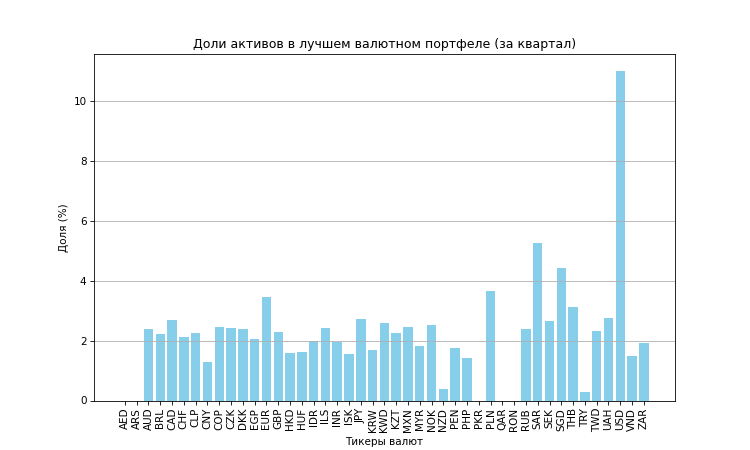 Доли активов в лучшем валютном портфеле (за квартал)
Доля (%)
10
8
6
4
2
0
AED ARS AUD BRL CAD CHF CLP CNY COP CZK DKK EGP EUR GBP HKD HUF IDR ILS INR ISK JPY KRW KWD KZT MXN MYR NOK NZD PEN PHP PKR PLN QAR RON RUB SAR SEK SGD THB TRY TWD UAH USD VND ZAR
Тикеры валют